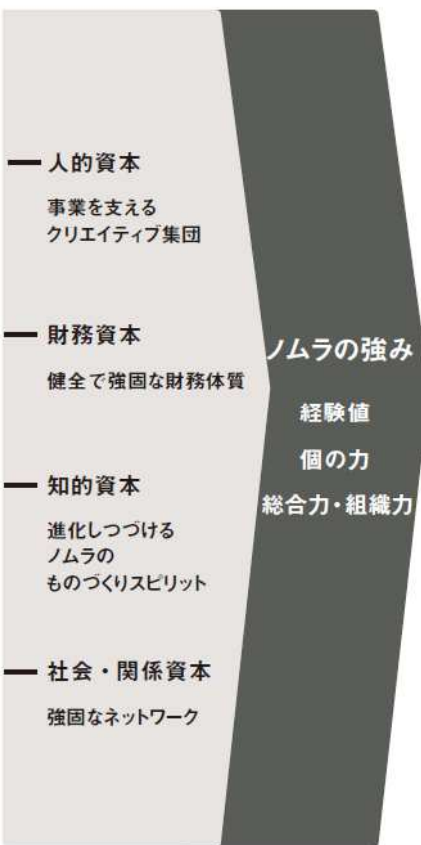 人的資本
事業を支える
クリエイティブ集団
財務資本
健全で強固な財務体質
知的資本
進化しつづける
ノムラの
ものづくりスピリット
社会・関係資本
強固なネットワーク
ノムラの強み
経験値
個の力
総合力・組織力